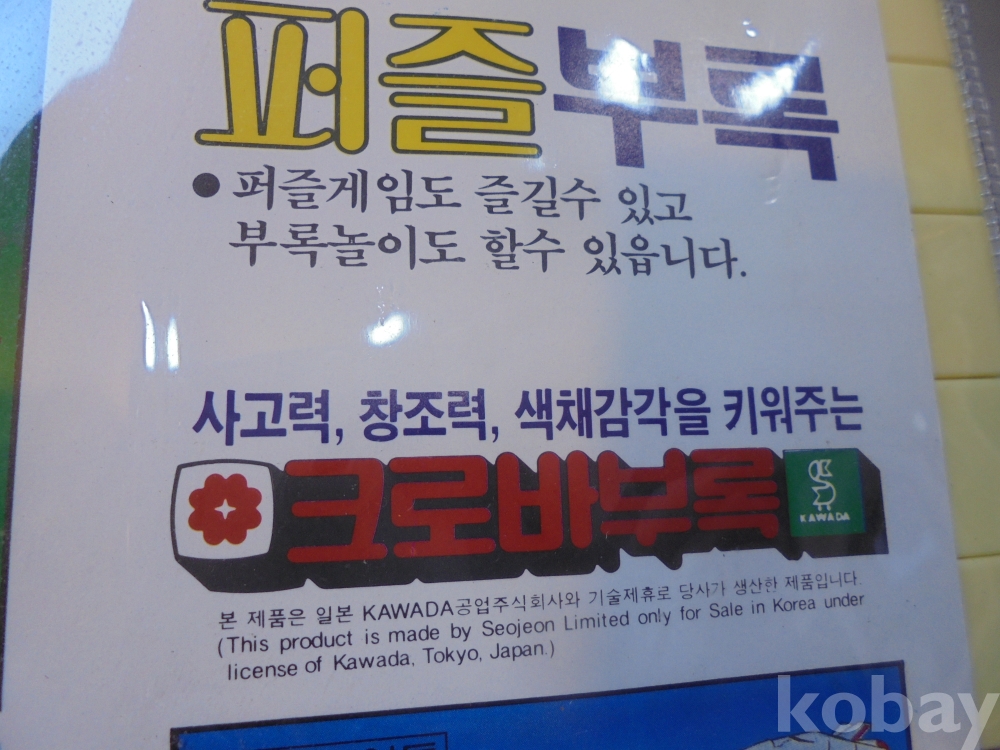 퍼즐부록
● 퍼즐게임도 즐길수 있고
부록놀이도 할수 있읍니다.
사고력, 창조력, 색채감각을 키워주는
크로바부록
KAWADA
본 제품은 일본 KAWADA공업주식회사와 기술제휴로 당사가 생산한 제품입니다.
(This product is made by Seojeon Limited only for Sale in Korea under
license of Kawada, Tokyo, Japan.)
kobay